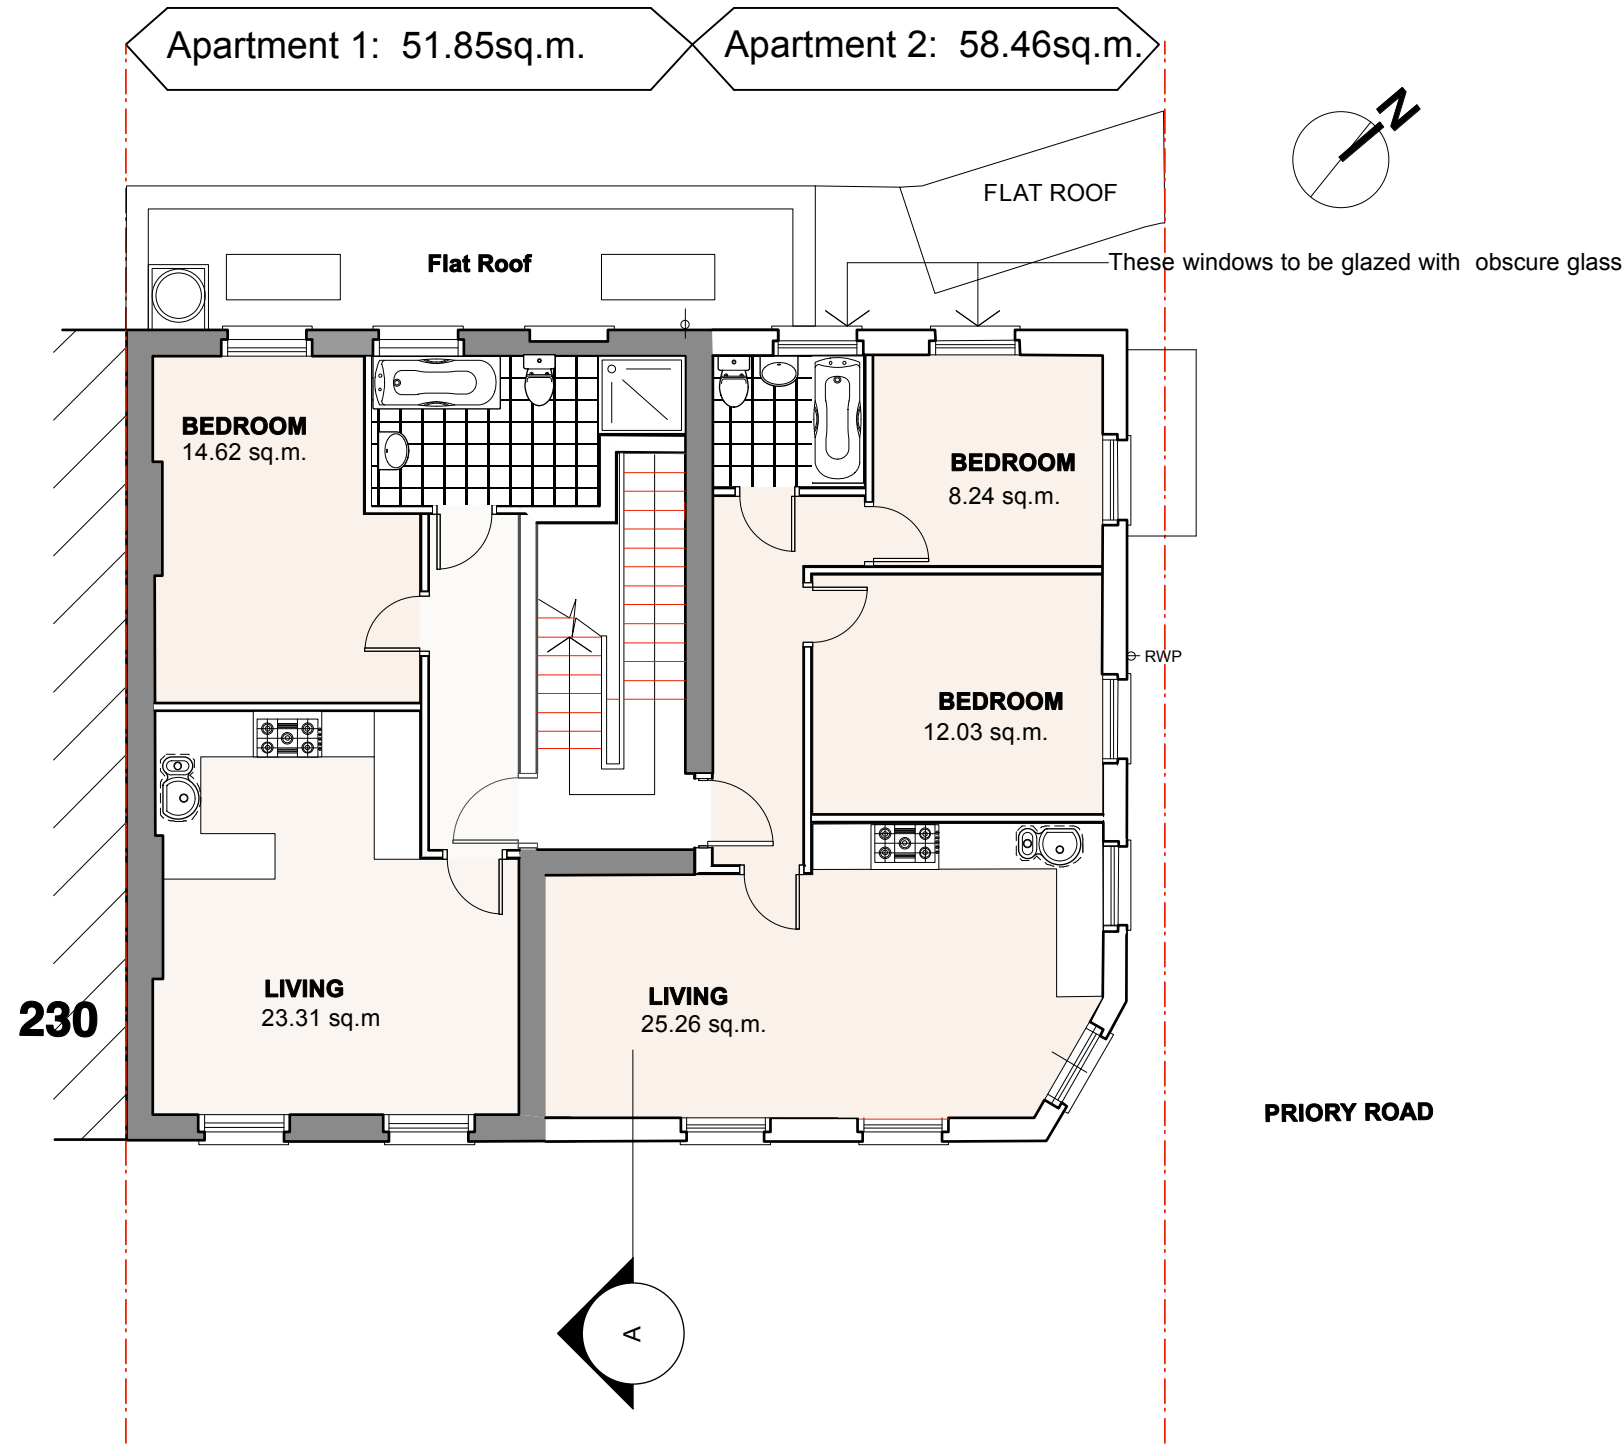 Apartment 1:  51.85sq.m.
Apartment 2:  58.46sq.m.
N
FLAT ROOF
Flat Roof
These windows to be glazed with  obscure glass
BEDROOM
14.62 sq.m.
BEDROOM
8.24 sq.m.
RWP
BEDROOM
12.03 sq.m.
LIVING
23.31 sq.m
LIVING
25.26 sq.m.
230
PRIORY ROAD
A